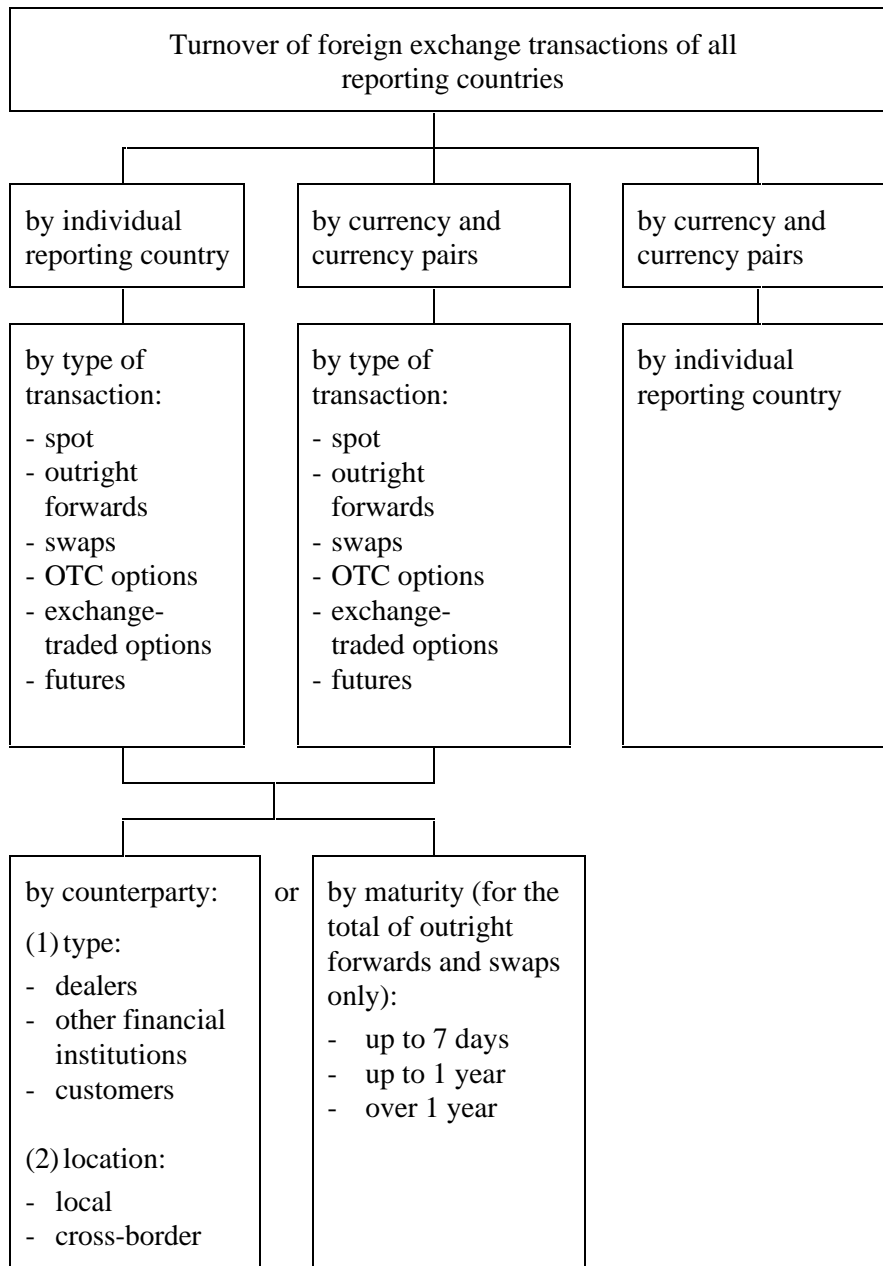 Turnover of foreign exchange transactions of all
reporting countries
by individual
reporting country
by currency and
currency pairs
by currency and
currency pairs
by type of
transaction:
- spot
- outright
forwards
- swaps
- OTC options
- exchange-
traded options
- futures
by type of
transaction:
- spot
- outright
forwards
- swaps
- OTC options
- exchange-
traded options
- futures
by individual
reporting country
by counterparty:
(1) type:
- dealers
- other financial
institutions
- customers
(2) location:
- local
- cross-border
or
by maturity (for the
total of outright
forwards and swaps
only):
- up to 7 days
- up to 1 year
- over 1 year